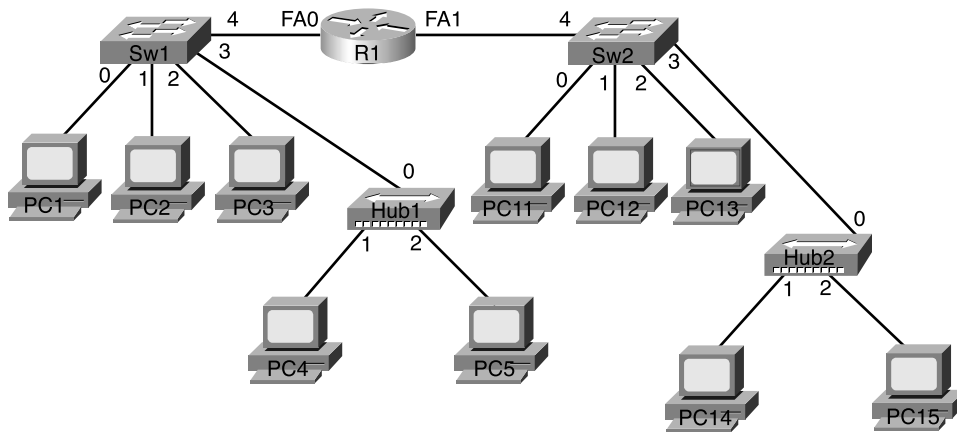 4 FA0 FA1 4
Sw1 R1 Sw2
3 3
0 1 2 0 1 2
PC1 PC2 PC3 PC11 PC12 PC13
0 0
Hub1 Hub2
1 2 1 2
PC4 PC5
PC14 PC15